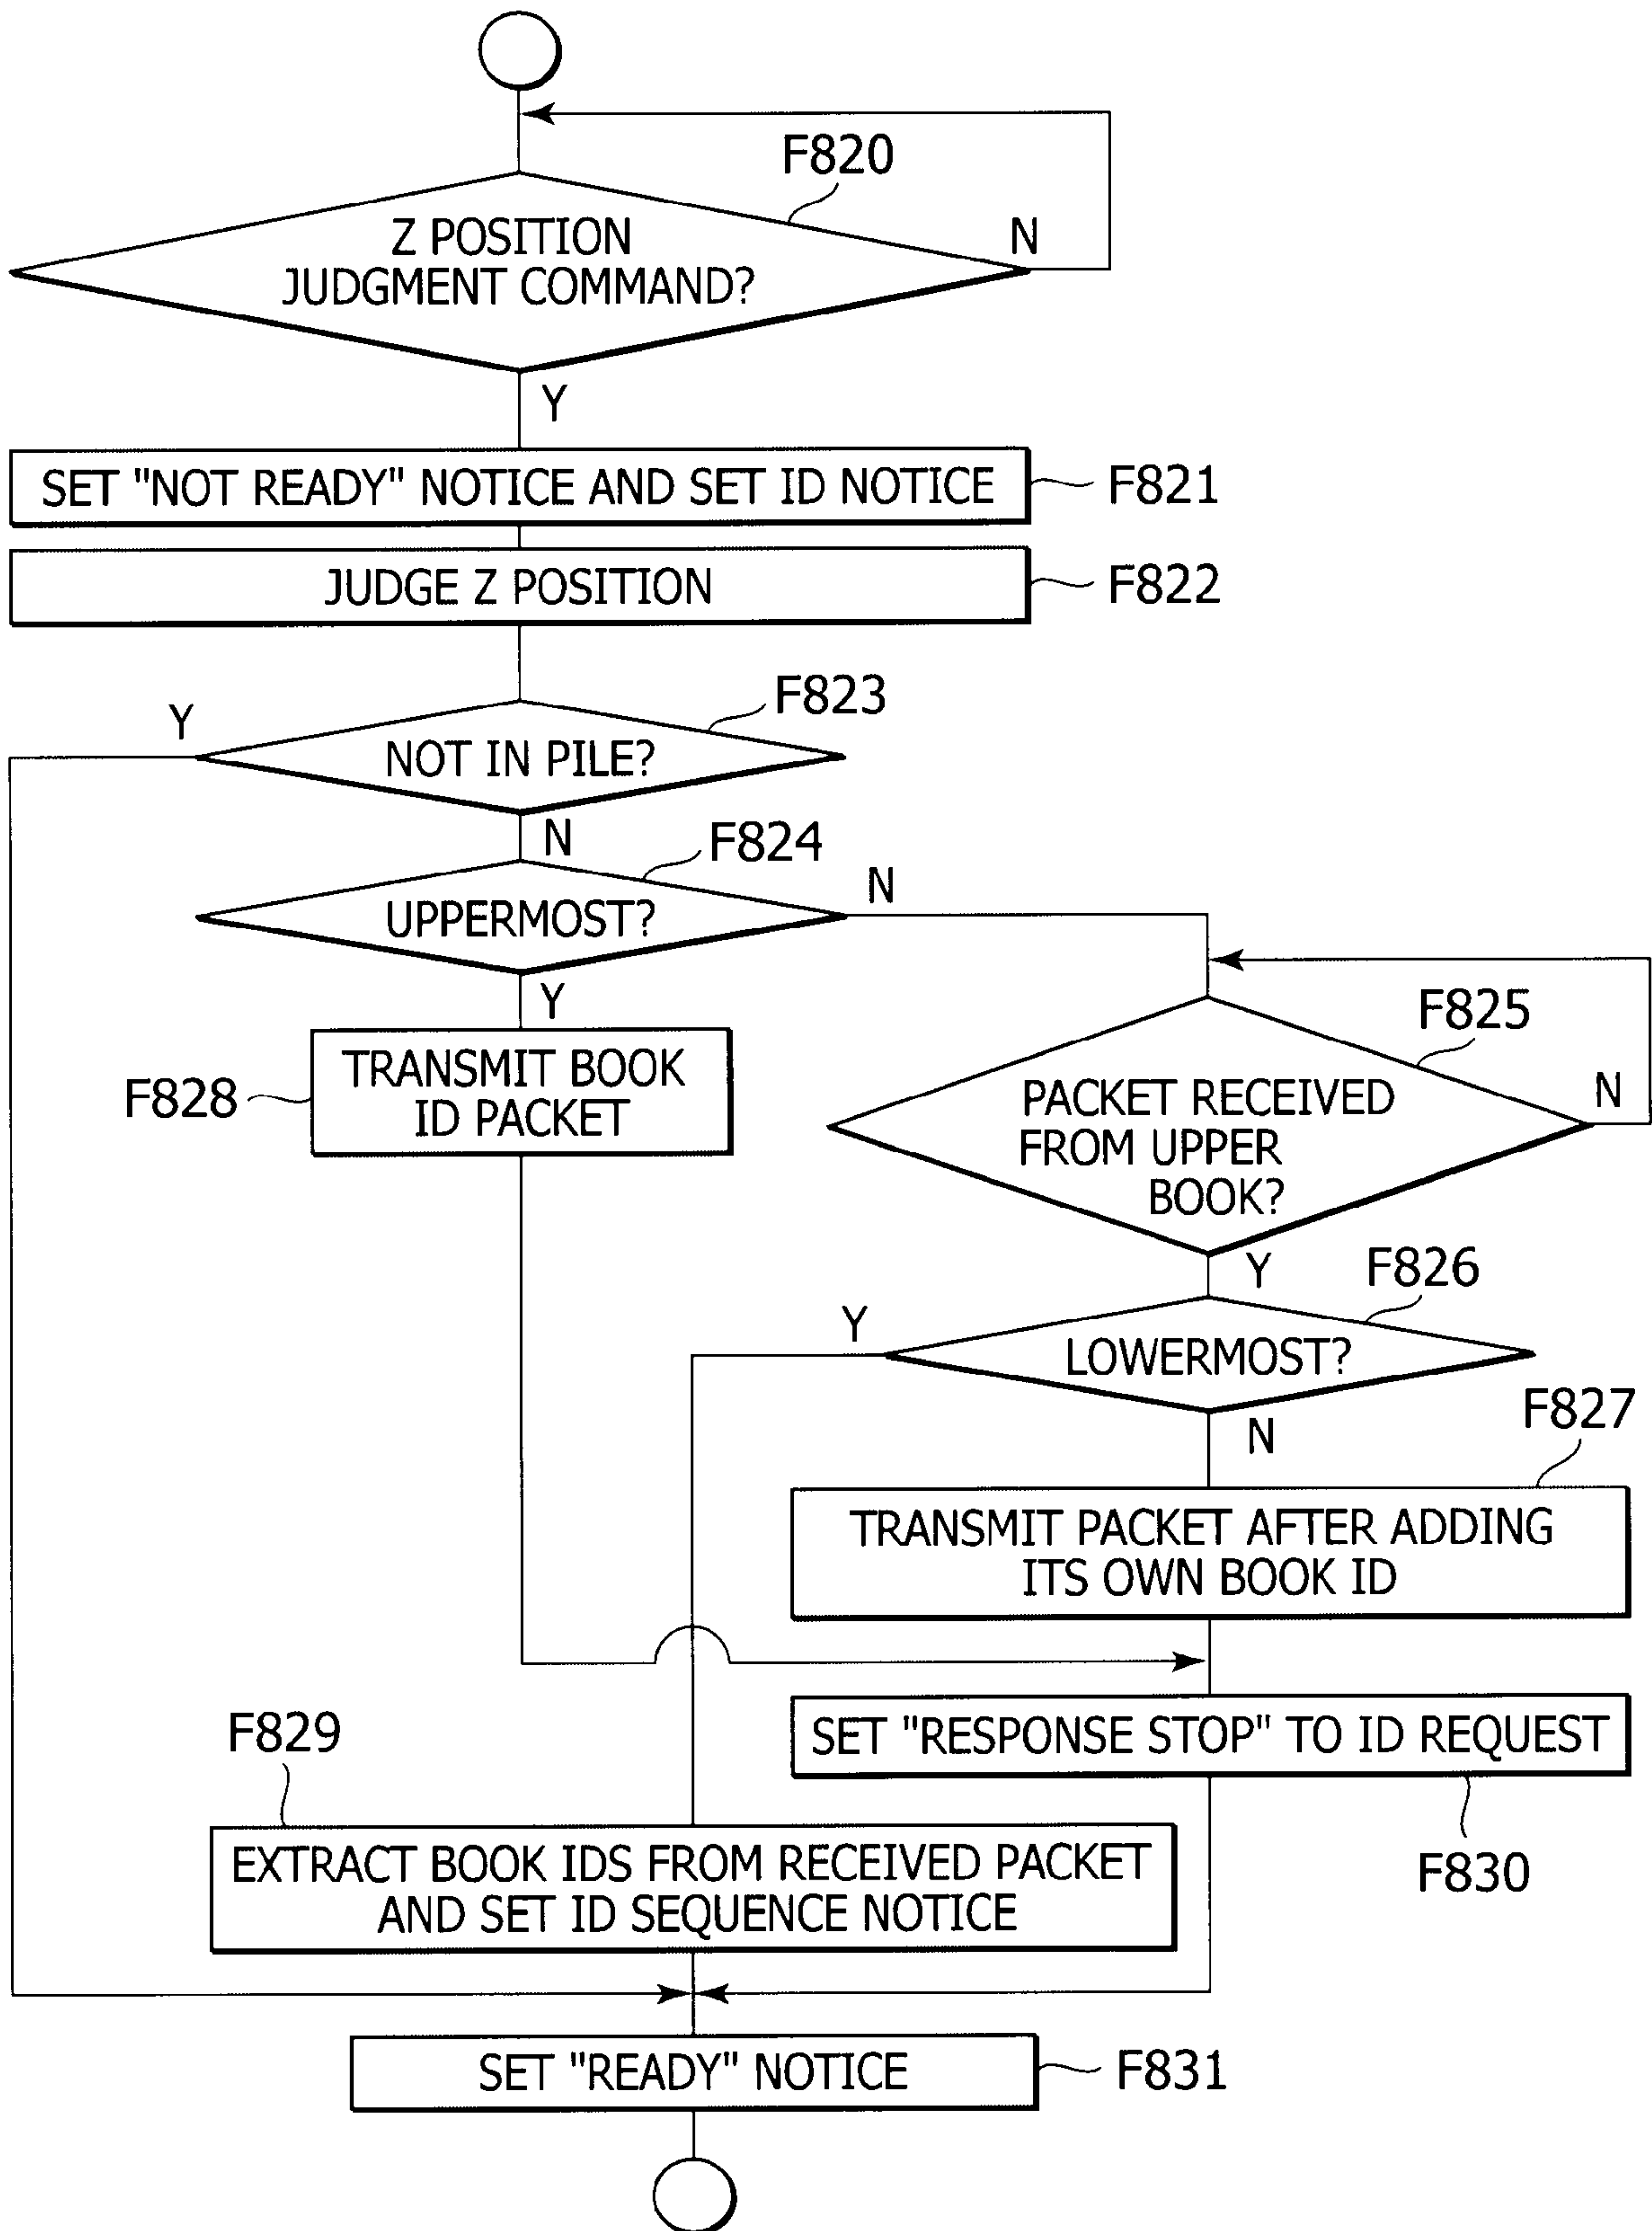 F820
Z POSITION
JUDGMENT COMMAND?
N
Y
SET "NOT READY" NOTICE AND SET ID NOTICE
F821
JUDGE Z POSITION
F822
F823
Y
NOT IN PILE?
N
F824
UPPERMOST?
N
Y
F825
TRANSMIT BOOK
ID PACKET
F828
PACKET RECEIVED
FROM UPPER
BOOK?
N
Y
F826
Y
LOWERMOST?
N
F827
TRANSMIT PACKET AFTER ADDING
ITS OWN BOOK ID
SET "RESPONSE STOP" TO ID REQUEST
F830
F829
EXTRACT BOOK IDS FROM RECEIVED PACKET
AND SET ID SEQUENCE NOTICE
SET "READY" NOTICE
F831